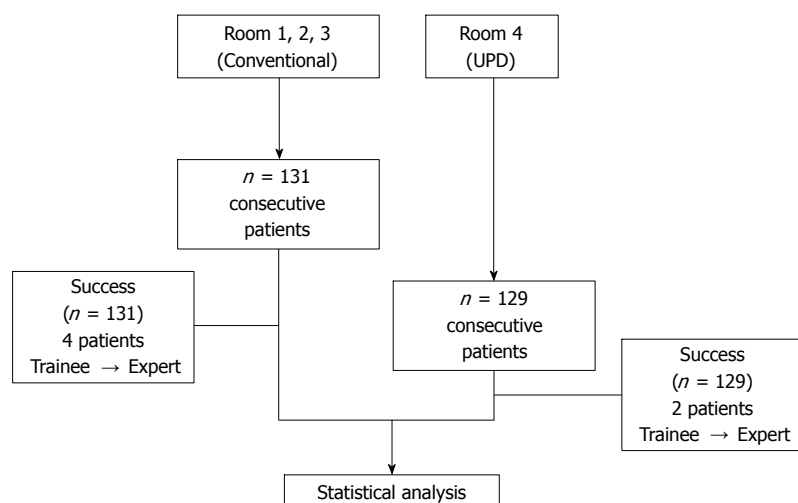 Room 1, 2, 3
(Conventional)
Room 4
(UPD)
n = 131
consecutive
patients
Success
(n = 131)
4 patients
Trainee → Expert
n = 129
consecutive
patients
Success
(n = 129)
2 patients
Trainee → Expert
Statistical analysis